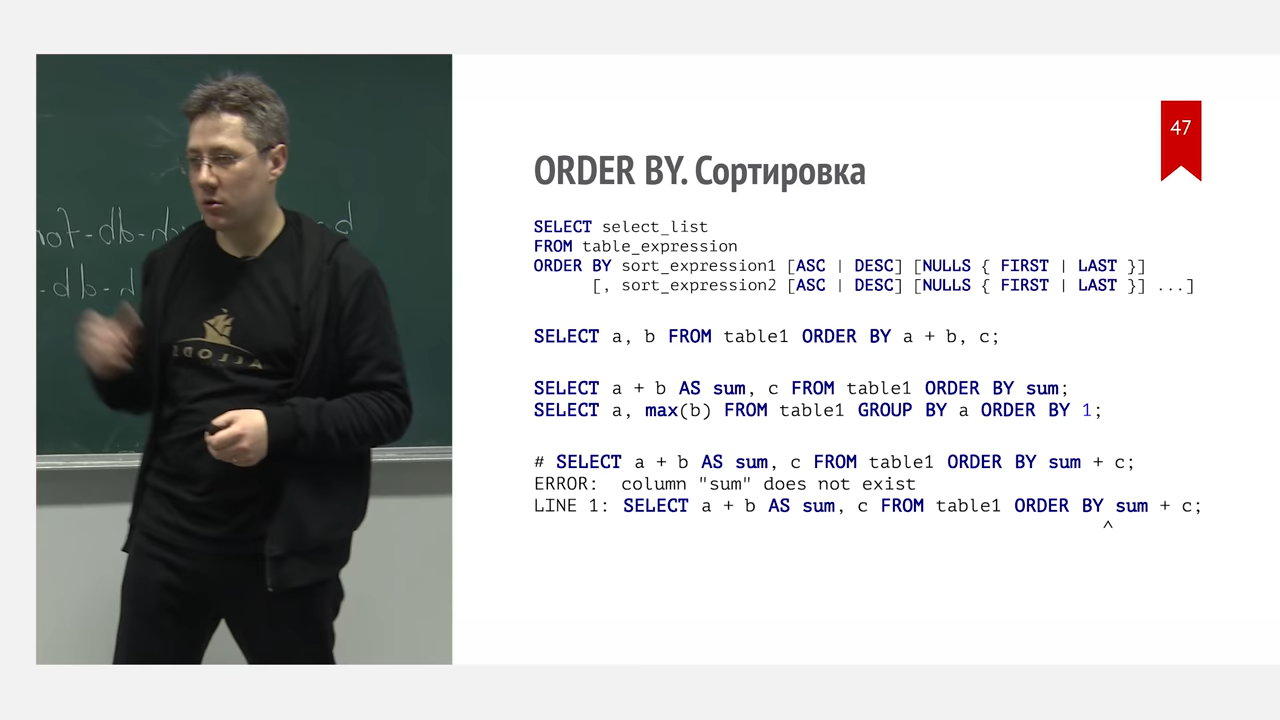 47
ORDER BY. Сортировка
SELECT select_list
FROM table_expression
ORDER BY sort_expression1 [ASC | DESC] [NULLS { FIRST | LAST }]
[, sort_expression2 [ASC | DESC] [NULLS { FIRST | LAST }] ...]
SELECT a, b FROM table1 ORDER BY a + b, c;
SELECT a + b AS sum, c FROM table1 ORDER BY sum;
SELECT a, max(b) FROM table1 GROUP BY a ORDER BY 1;
# SELECT a + b AS sum, c FROM table1 ORDER BY sum + c;
ERROR:  column "sum" does not exist
LINE 1: SELECT a + b AS sum, c FROM table1 ORDER BY sum + c;
^
ALLODS